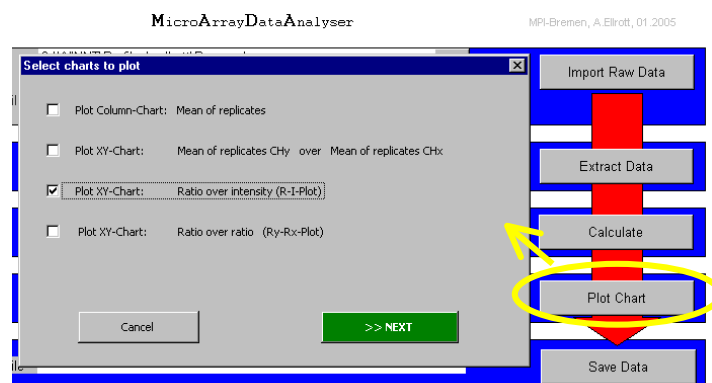 MicroArrayDataAnalyser
MPI-Bremen, A.Ellrott, 01.2005
Select charts to plot
Import Raw Data
Plot Column-Chart: Mean of replicates
Plot XY-Chart: Mean of replicates CHy over Mean of replicates CHx
Extract Data
Plot XY-Chart: Ratio over intensity (R-I-Plot)
Plot XY-Chart: Ratio over ratio (Ry-Rx-Plot)
Calculate
Plot Chart
Cancel
>> NEXT
Save Data